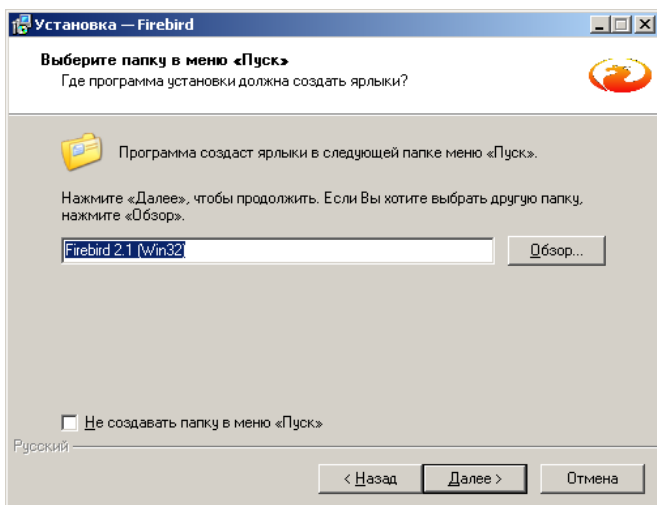 Установка — Firebird
Выберите папку в меню «Пуск»
Где программа установки должна создать ярлыки?
Программа создаст ярлыки в следующей папке меню «Пуск».
Нажмите «Далее», чтобы продолжить. Если Вы хотите выбрать другую папку,
нажмите «Обзор».
Firebird 2.1 (Win32)
Обзор...
Не создавать папку в меню «Пуск»
Русский
< Назад
Далее >
Отмена